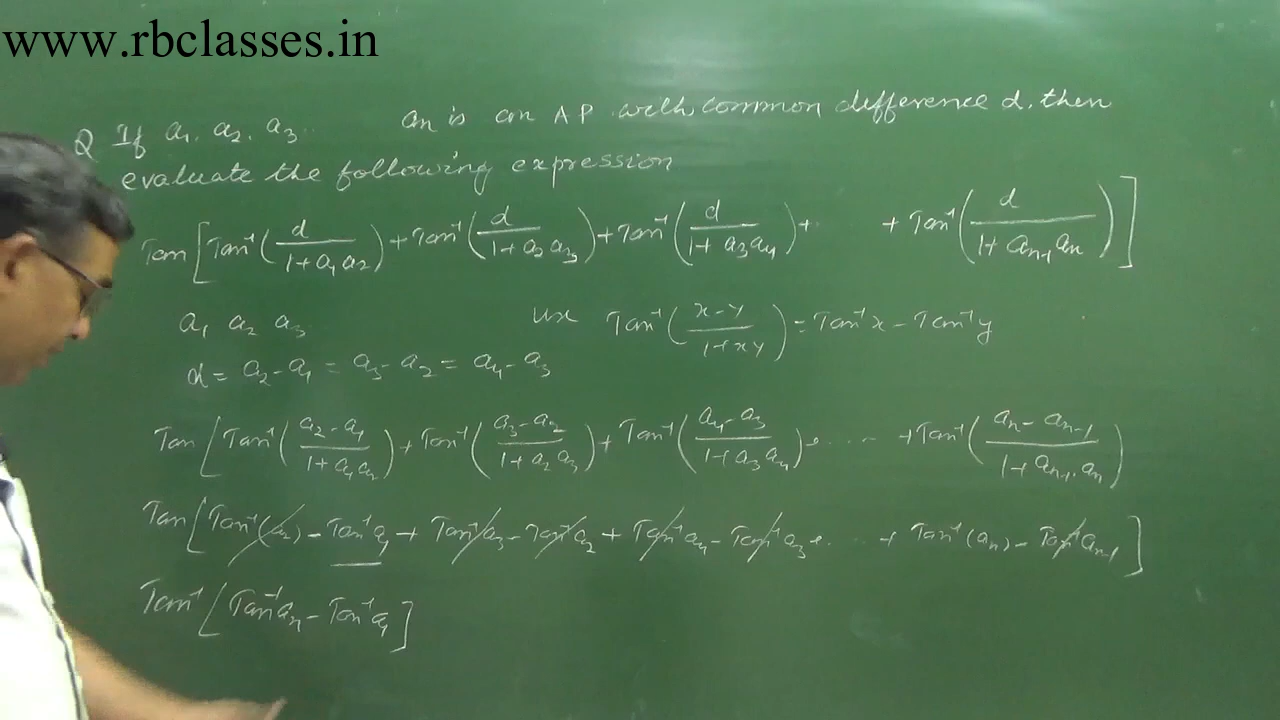 www.rbclasses.in
Q If a₁, a₂, a₃ ... aₙ is an AP with common difference d, then
evaluate the following expression
Tan [Tan⁻¹(d/(1+a₁a₂)) + Tan⁻¹(d/(1+a₂a₃)) + Tan⁻¹(d/(1+a₃a₄)) + ... + Tan⁻¹(d/(1+aₙ₋₁aₙ))]
a₁ a₂ a₃ use Tan⁻¹((x-y)/(1+xy)) = Tan⁻¹x - Tan⁻¹y
d = a₂-a₁ = a₃-a₂ = a₄-a₃
Tan [Tan⁻¹((a₂-a₁)/(1+a₁a₂)) + Tan⁻¹((a₃-a₂)/(1+a₂a₃)) + Tan⁻¹((a₄-a₃)/(1+a₃a₄)) + ..... + Tan⁻¹((aₙ-aₙ₋₁)/(1+aₙ₋₁.aₙ))
Tan [Tan⁻¹(a₂) - Tan⁻¹a₁ + Tan⁻¹a₃ - Tan⁻¹a₂ + Tan⁻¹a₄ - Tan⁻¹a₃ + .... + Tan⁻¹(aₙ) - Tan⁻¹aₙ₋₁]
Tan⁻¹ [Tan⁻¹aₙ - Tan⁻¹a₁]